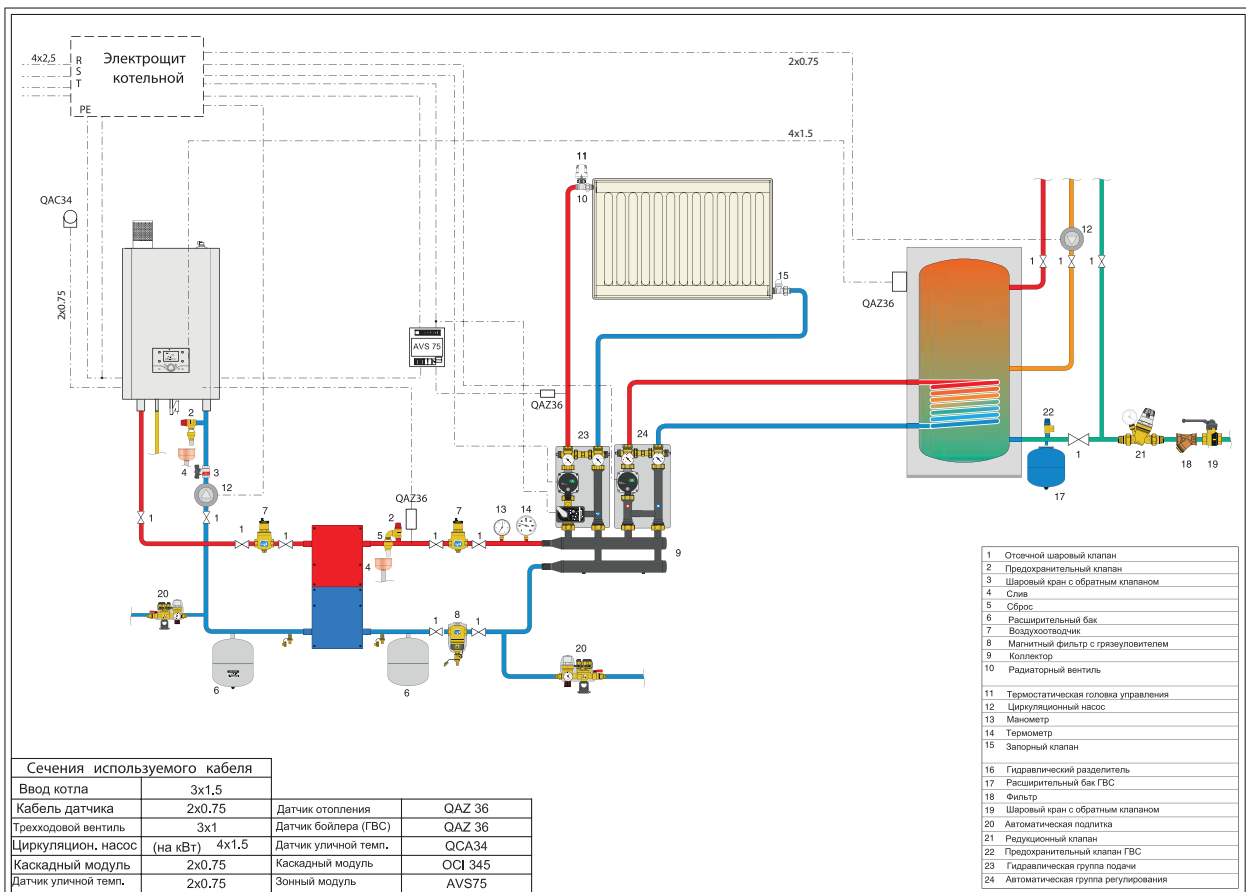 4x2,5
R
S
T
PE
Электрощит
котельной
2x0.75
4x1.5
QAC34
2x0.75
AVS 75
11
10
15
12
1
1
1
QAZ36
QAZ36
23
24
2
4
3
12
1
1
7
1
1
QAZ36
2
5
4
7
1
1
13
14
9
22
17
1
21
18
19
20
6
6
1
8
1
20
1 Отсечной шаровый клапан
2 Предохранительный клапан
3 Шаровый кран с обратным клапаном
4 Слив
5 Сброс
6 Расширительный бак
7 Воздухоотводчик
8 Магнитный фильтр с грязеуловителем
9 Коллектор
10 Радиаторный вентиль
11 Термостатическая головка управления
12 Циркуляционный насос
13 Манометр
14 Термометр
15 Запорный клапан
16 Гидравлический разделитель
17 Расширительный бак ГВС
18 Фильтр
19 Шаровый кран с обратным клапаном
20 Автоматическая подпитка
21 Редукционный клапан
22 Предохранительный клапан ГВС
23 Гидравлическая группа подачи
24 Автоматическая группа регулирования
Сечения используемого кабеля
Ввод котла 3x1.5
Кабель датчика 2x0.75 Датчик отопления QAZ 36
Трехходовой вентиль 3x1 Датчик бойлера (ГВС) QAZ 36
Циркуляцион. насос (на кВт) 4x1.5 Датчик уличной темп. QCA34
Каскадный модуль 2x0.75 Каскадный модуль OCI 345
Датчик уличной темп. 2x0.75 Зонный модуль AVS75